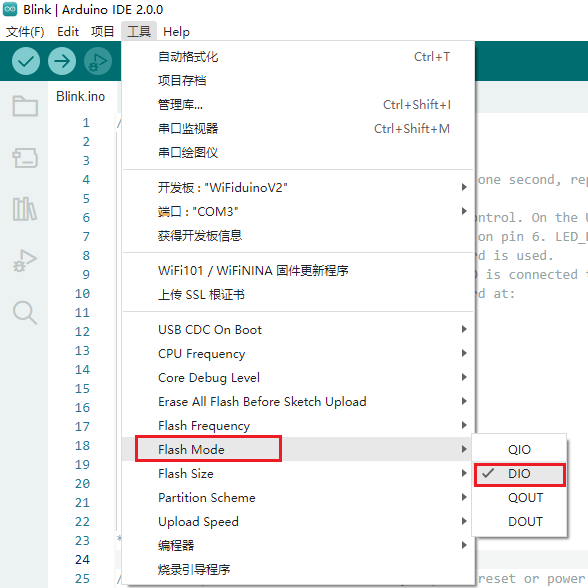 Blink | Arduino IDE 2.0.0
文件(F) Edit 项目 工具 Help
自动格式化 Ctrl+T
项目存档
Blink.ino
管理库... Ctrl+Shift+I
1 /
串口监视器 Ctrl+Shift+M
2
串口绘图仪
3
4 one second, rep
开发板 : "WiFiduinoV2"
5
端口 : "COM3"
6 ontrol. On the U
获得开发板信息
7 on pin 6. LED_
8 rd is used.
WiFi101 / WiFiNINA 固件更新程序
9 is connected t
上传 SSL 根证书
10 rd at:
11
USB CDC On Boot
12
CPU Frequency
13
Core Debug Level
14
15
Erase All Flash Before Sketch Upload
16
Flash Frequency
17
Flash Mode
18
QIO
Flash Size
19
DIO
20
Partition Scheme
QOUT
21
Upload Speed
DOUT
22
编程器
23 *
烧录引导程序
24
25 / reset or power